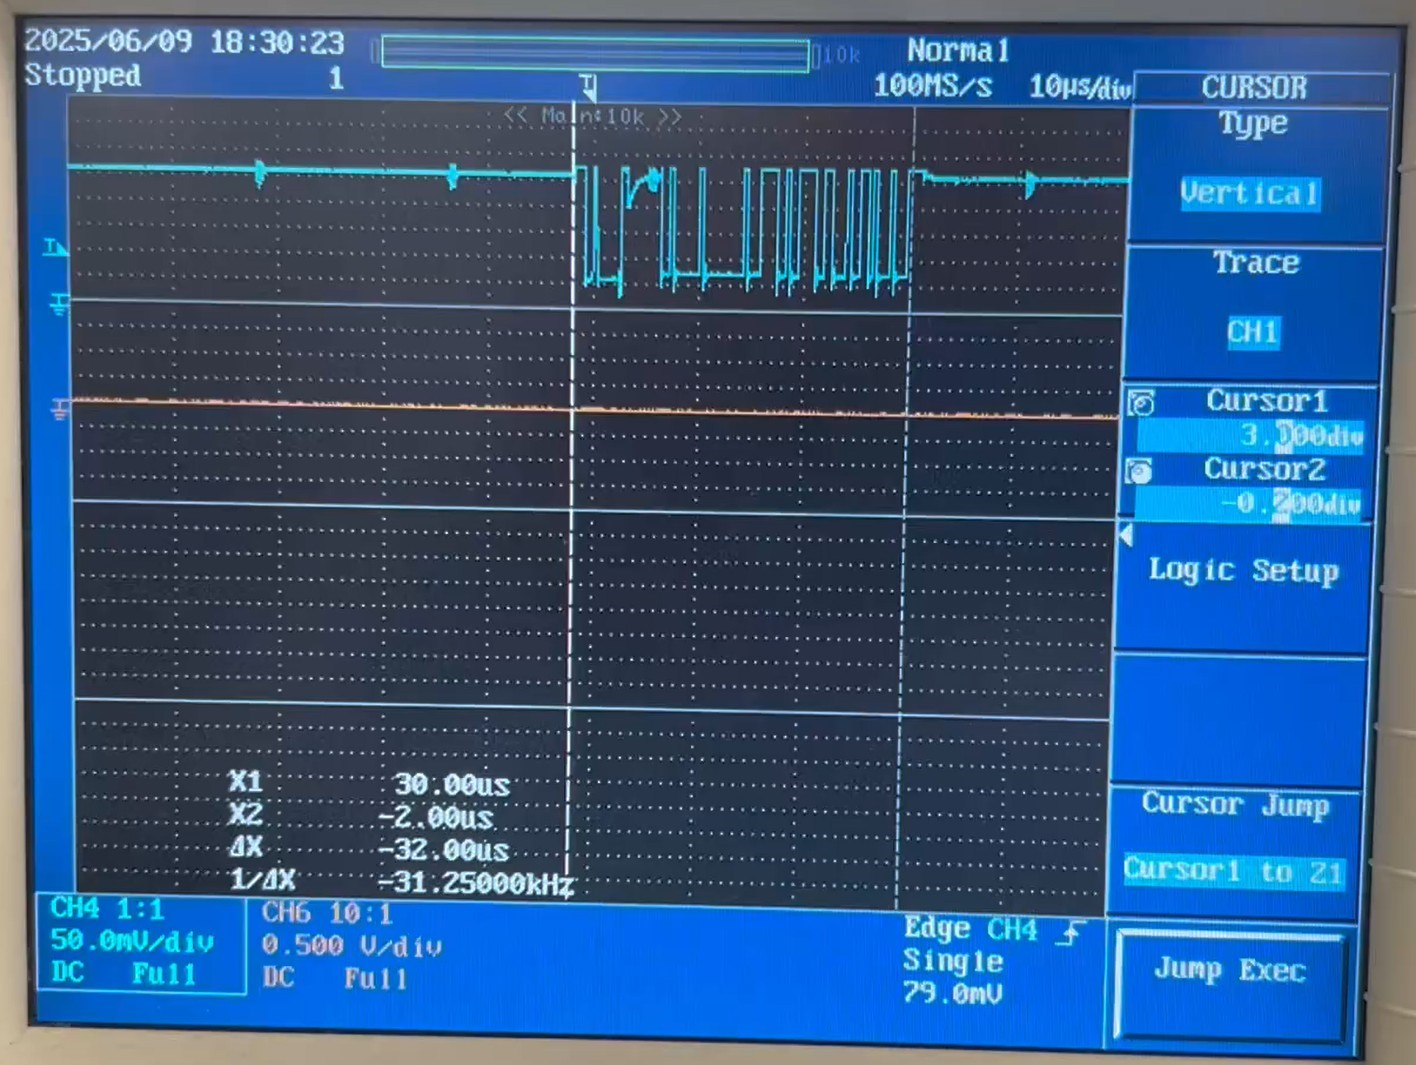 2025/06/09 18:30:23
Stopped 1
10k
Normal
100MS/s 10µs/div
<< Main:10k >>
CURSOR
Type
Vertical
Trace
CH1
Cursor1
3.000div
Cursor2
-0.200div
Logic Setup
Cursor Jump
Cursor1 to Z1
Jump Exec
X1 30.00us
X2 -2.00us
ΔX -32.00us
1/ΔX -31.25000kHz
CH4 1:1
50.0mV/div
DC Full
CH6 10:1
0.500 V/div
DC Full
Edge CH4
Single
79.0mV